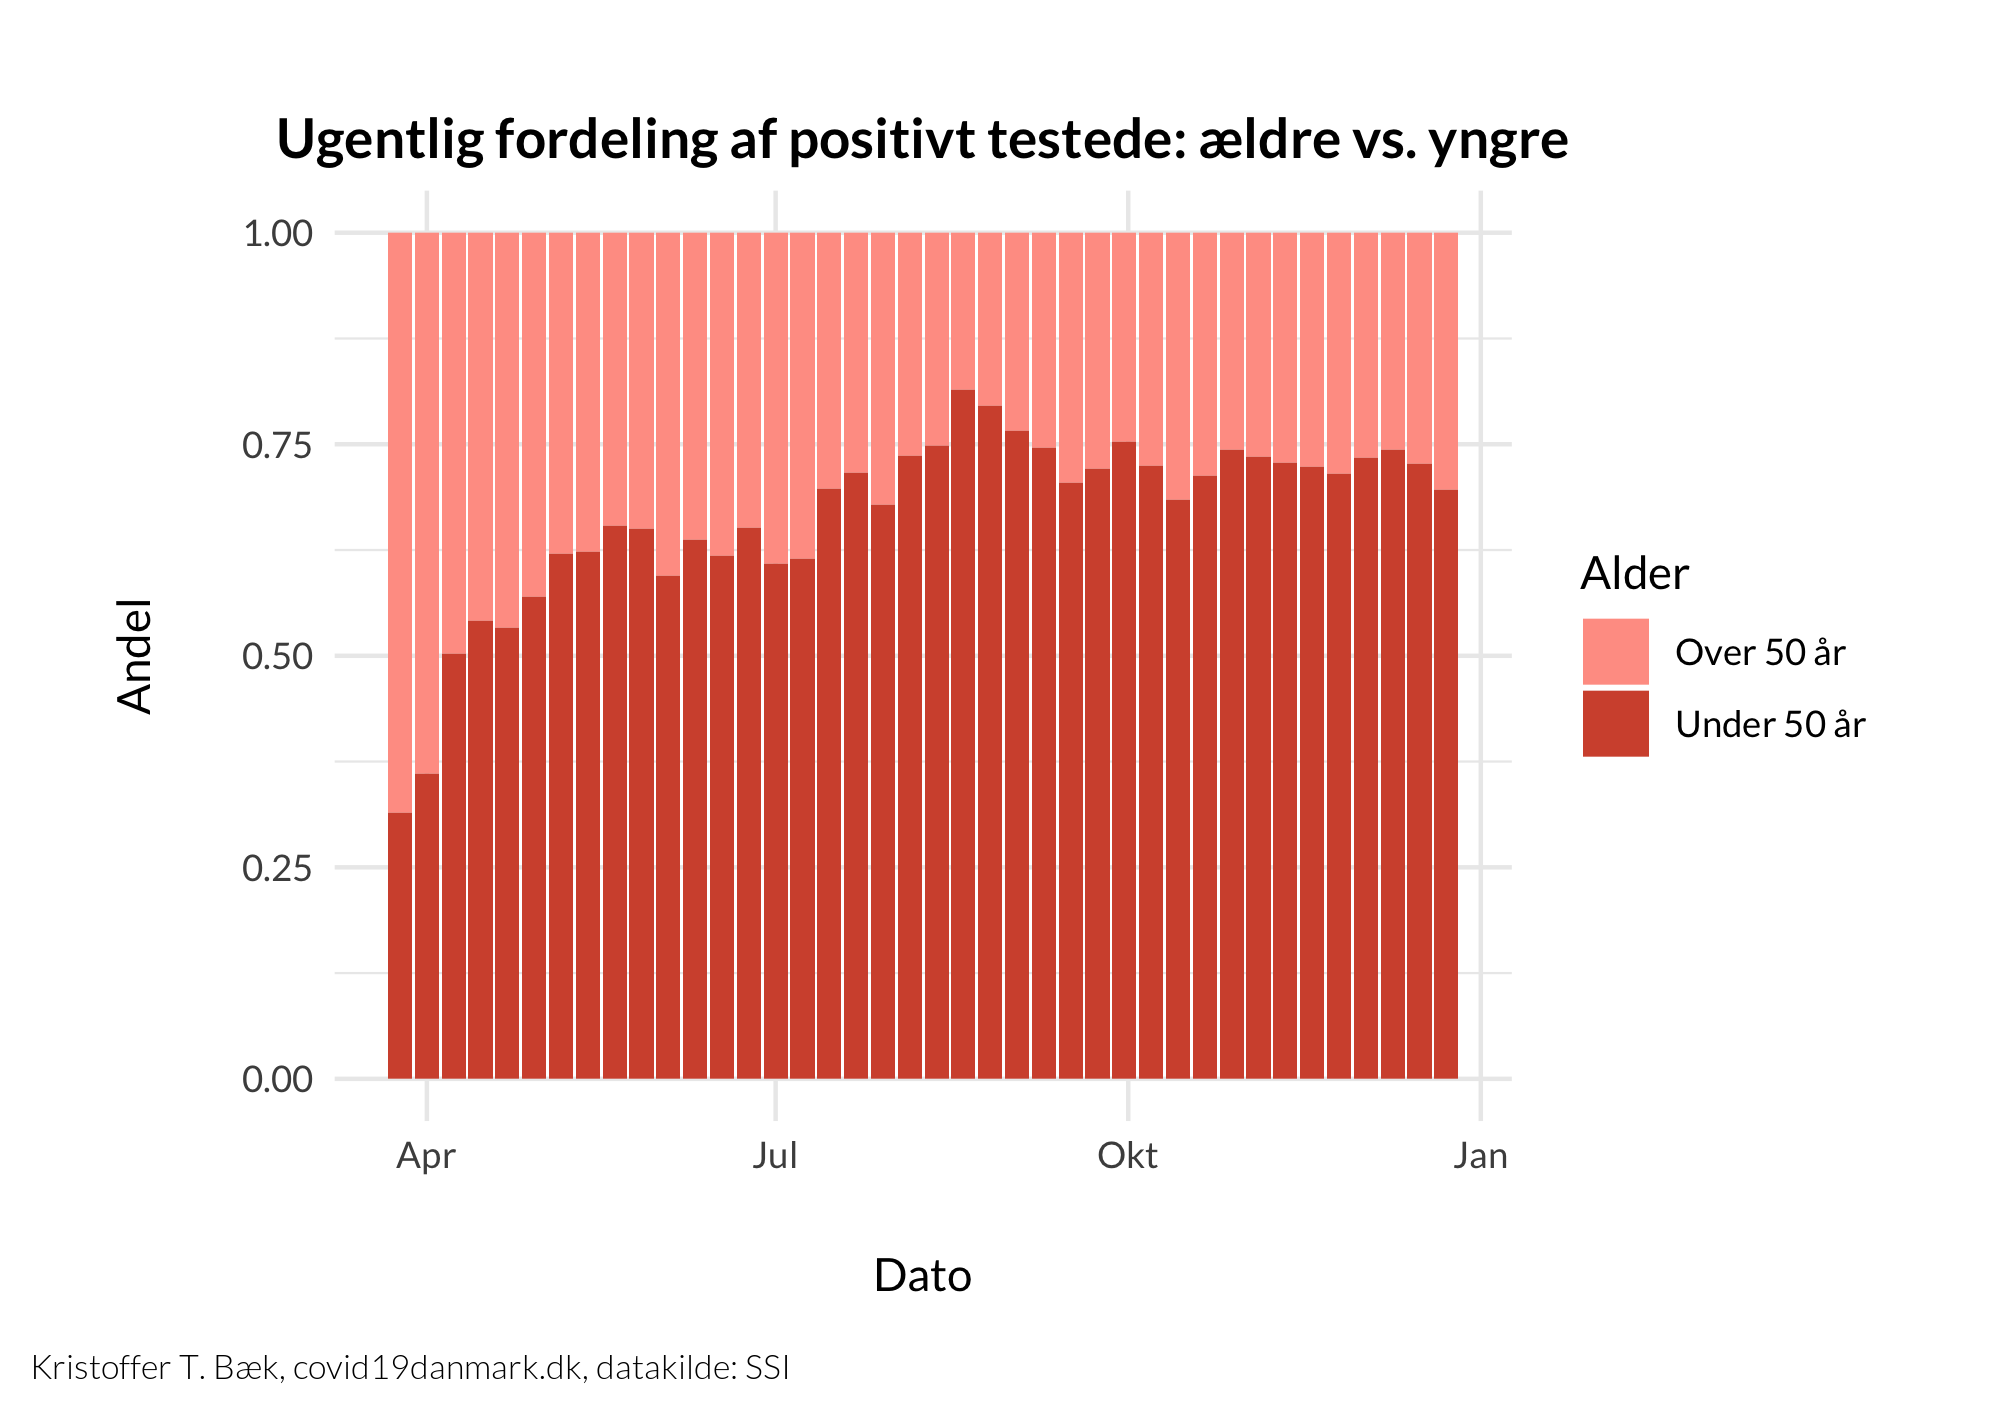 Ugentlig fordeling af positivt testede: ældre vs. yngre
1.00
0.75
0.50
0.25
0.00
Andel
Apr
Jul
Okt
Jan
Dato
Alder
Over 50 år
Under 50 år
Kristoffer T. Bæk, covid19danmark.dk, datakilde: SSI